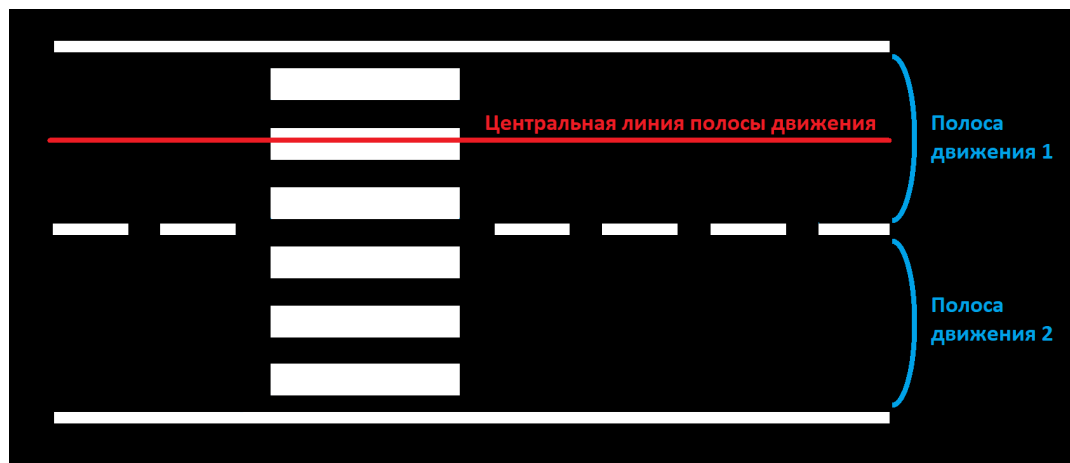 Центральная линия полосы движения
Полоса
движения 1
Полоса
движения 2